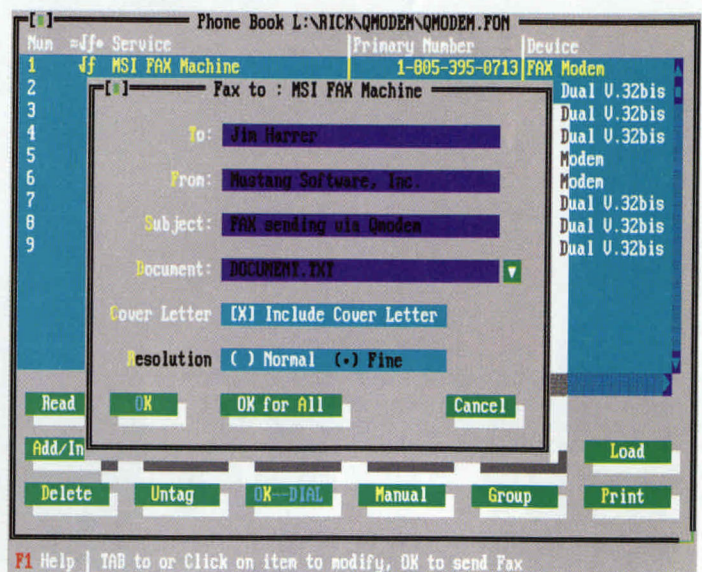 [■] Phone Book L:\RICK\QMODEM\QMODEM.FON
Num ≈♪ƒ• Service Primary Number Device
1 ♪ƒ MSI FAX Machine 1-805-395-0713 FAX Modem
[■] Fax to : MSI FAX Machine
2 Dual V.32bis
3 Dual V.32bis
4 Dual V.32bis
5 Modem
6 Modem
7 Dual V.32bis
8 Dual V.32bis
9 Dual V.32bis
To: Jim Harrer
From: Mustang Software, Inc.
Subject: FAX sending via Qmodem
Document: DOCUMENT.TXT
Cover Letter [X] Include Cover Letter
Resolution ( ) Normal (•) Fine
OK OK for All Cancel
Read
Add/In Load
Delete Untag OK--DIAL Manual Group Print
F1 Help | TAB to or Click on item to modify, OK to send Fax